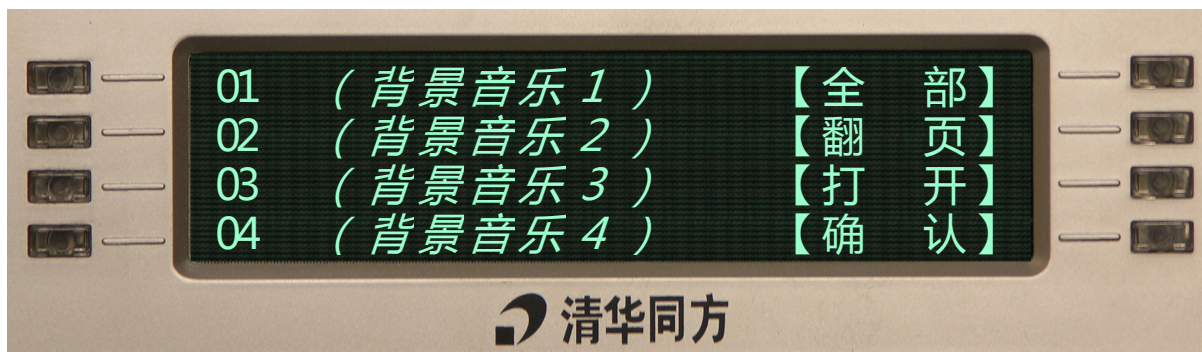 01 （背景音乐1） 【全 部】
02 （背景音乐2） 【翻 页】
03 （背景音乐3） 【打 开】
04 （背景音乐4） 【确 认】
清华同方